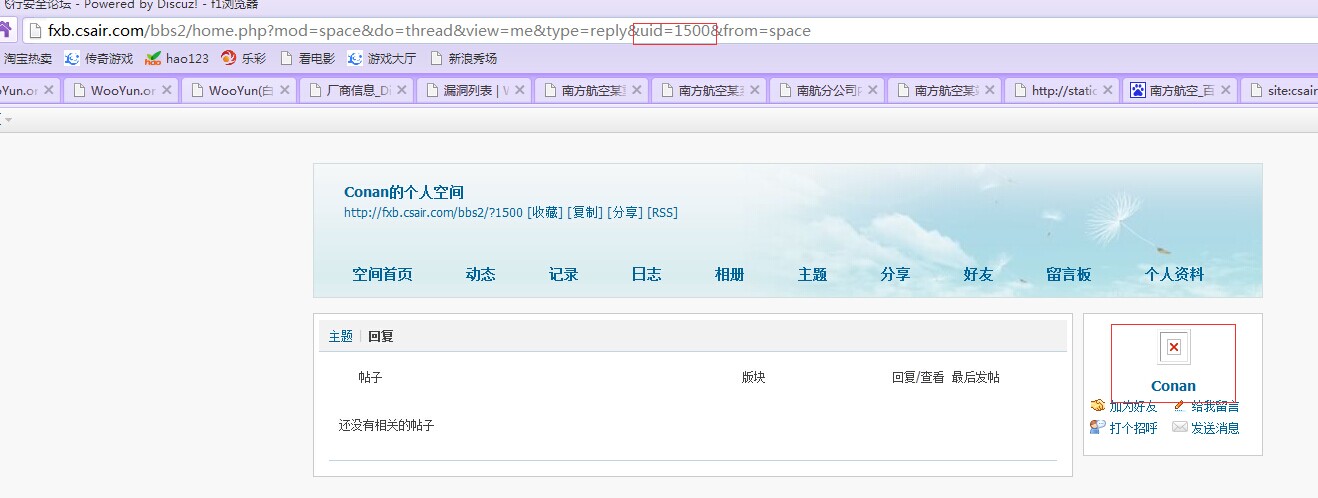 飞行安全论坛 - Powered by Discuz! - f1浏览器
fxb.csair.com/bbs2/home.php?mod=space&do=thread&view=me&type=reply&uid=1500&from=space
淘宝热卖 传奇游戏 hao123 乐彩 看电影 游戏大厅 新浪秀场
oYun.or WooYun.or WooYun(白 厂商信息_Di 漏洞列表 | W 南方航空某 南方航空某 南航分公司 南方航空某 http://static 南方航空_百 site:csair
Conan的个人空间
http://fxb.csair.com/bbs2/?1500 [收藏] [复制] [分享] [RSS]
空间首页 动态 记录 日志 相册 主题 分享 好友 留言板 个人资料
主题 | 回复
帖子 版块 回复/查看 最后发帖
还没有相关的帖子
Conan
加为好友 给我留言
打个招呼 发送消息